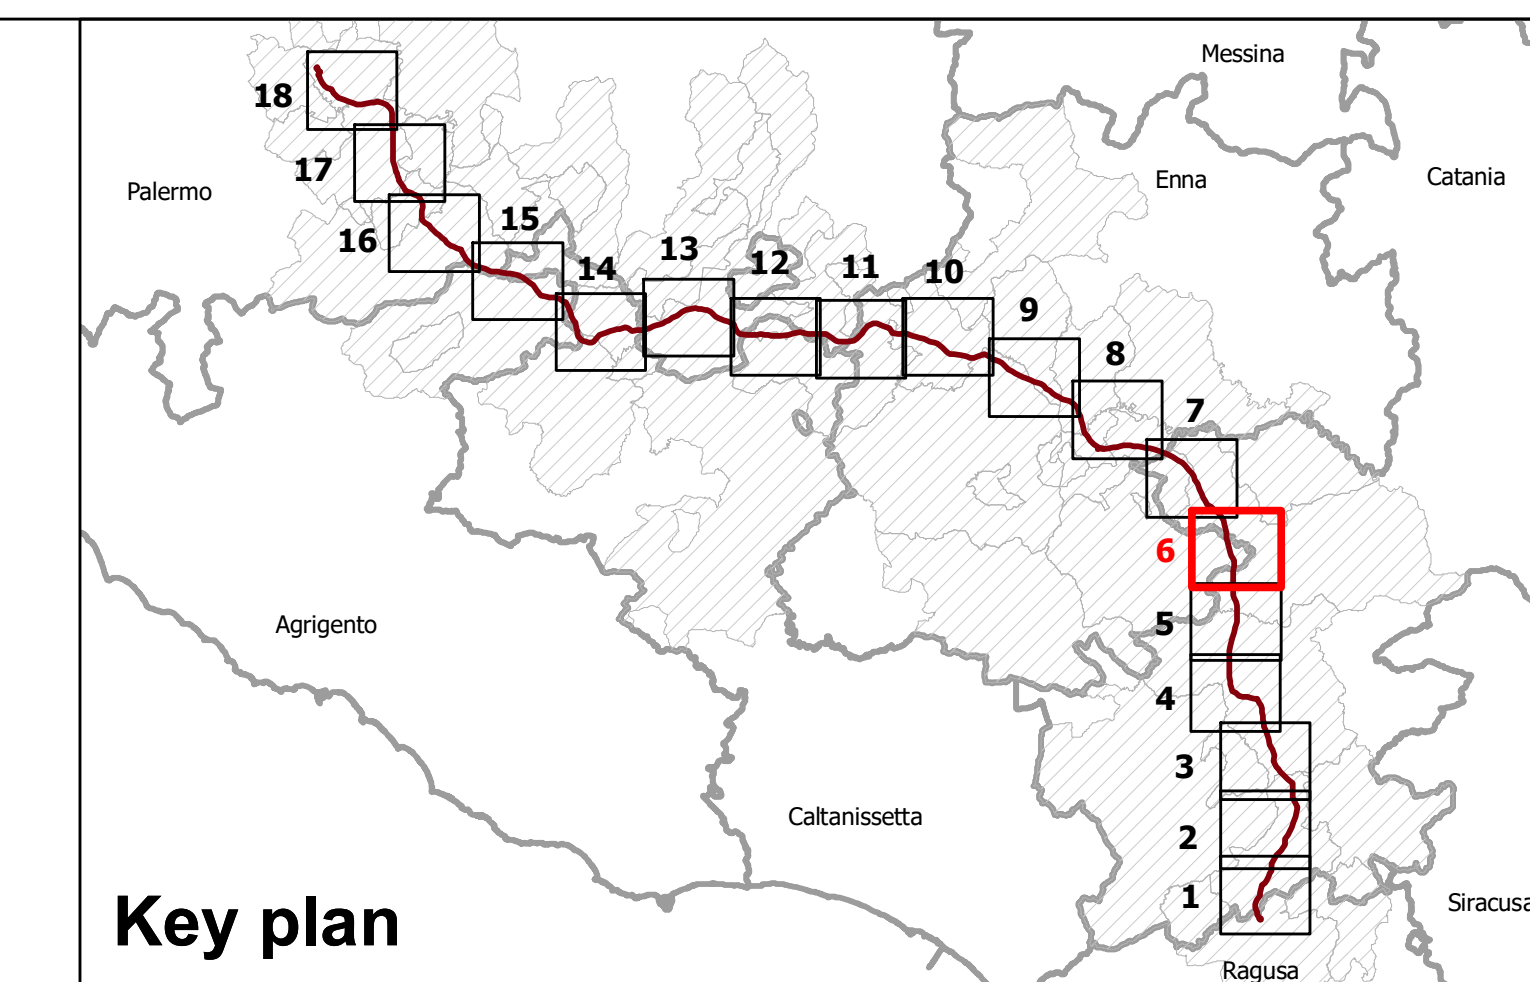 Messina
18
17
Enna
Catania
Palermo
15
16
13
12
11
14
10
9
8
7
6
5
Agrigento
4
3
Caltanissetta
2
1
Siracusa
Key plan
Ragusa